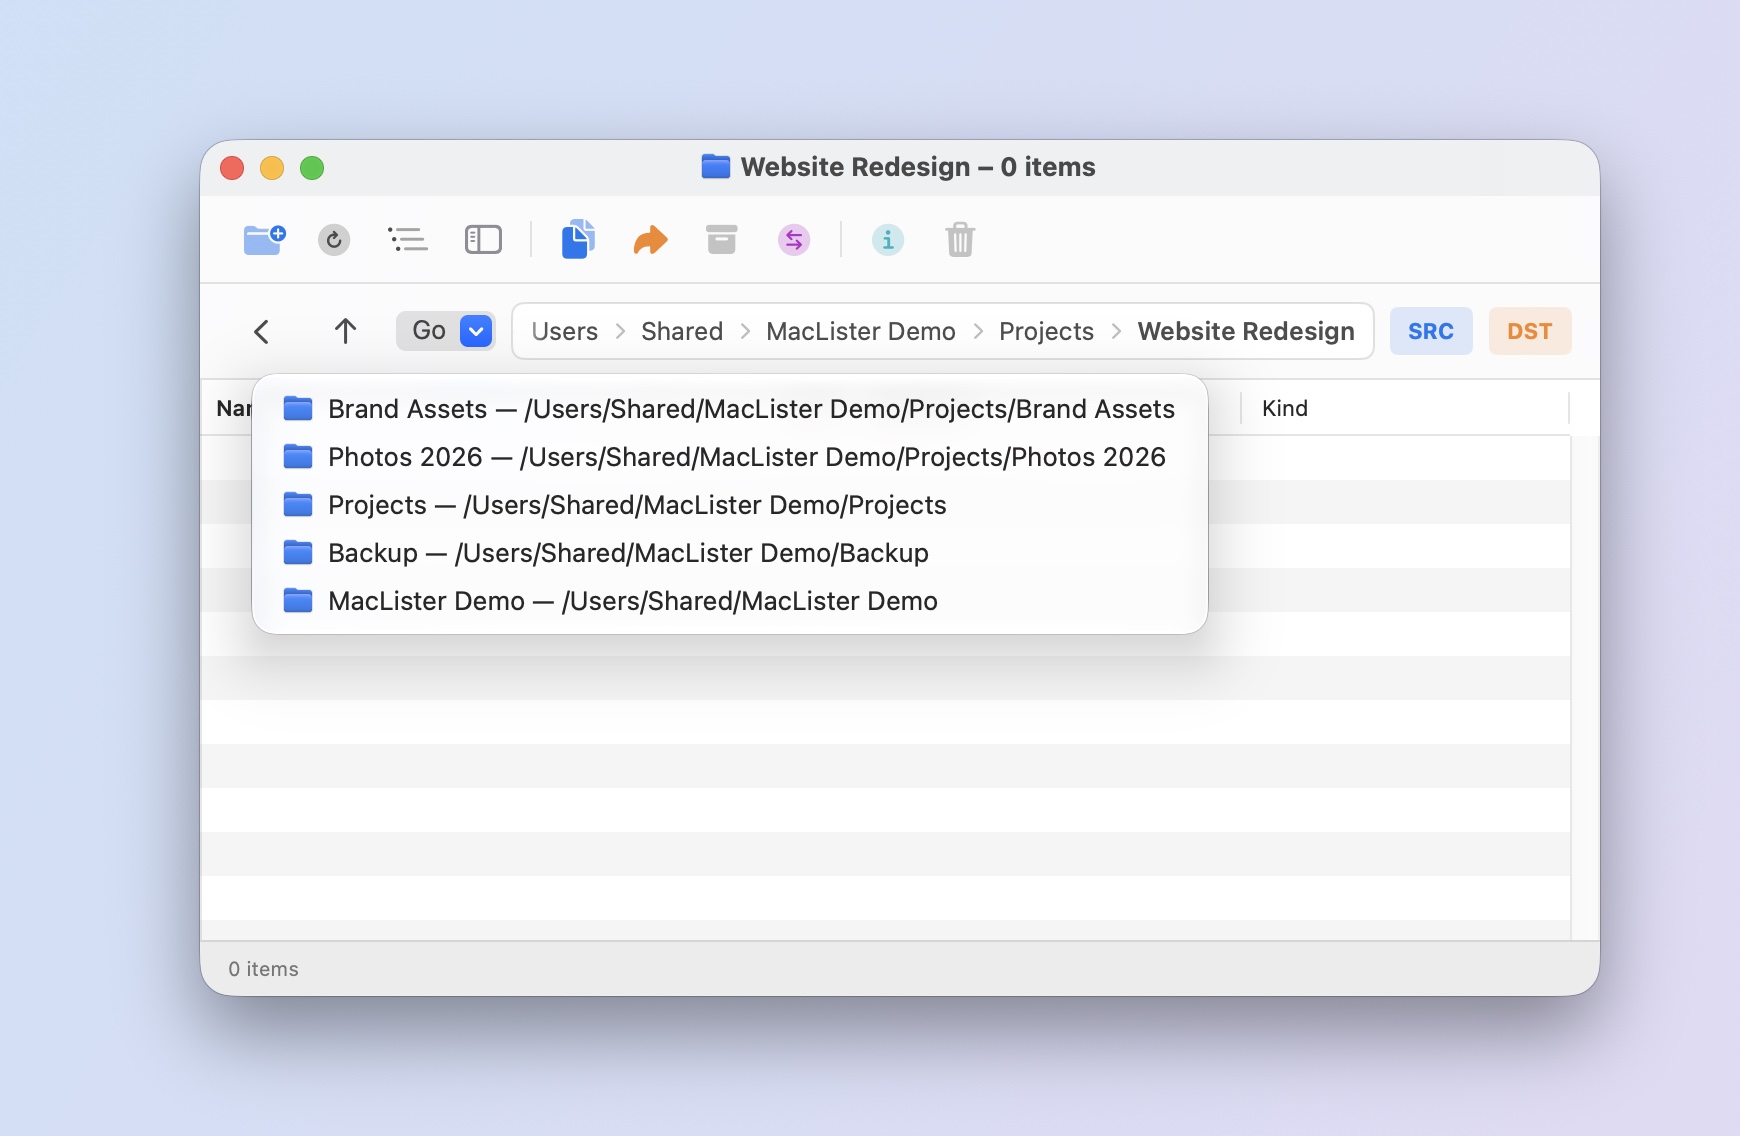 Website Redesign – 0 items
Go
Users > Shared > MacLister Demo > Projects > Website Redesign
SRC
DST
Kind
Brand Assets — /Users/Shared/MacLister Demo/Projects/Brand Assets
Photos 2026 — /Users/Shared/MacLister Demo/Projects/Photos 2026
Projects — /Users/Shared/MacLister Demo/Projects
Backup — /Users/Shared/MacLister Demo/Backup
MacLister Demo — /Users/Shared/MacLister Demo
0 items